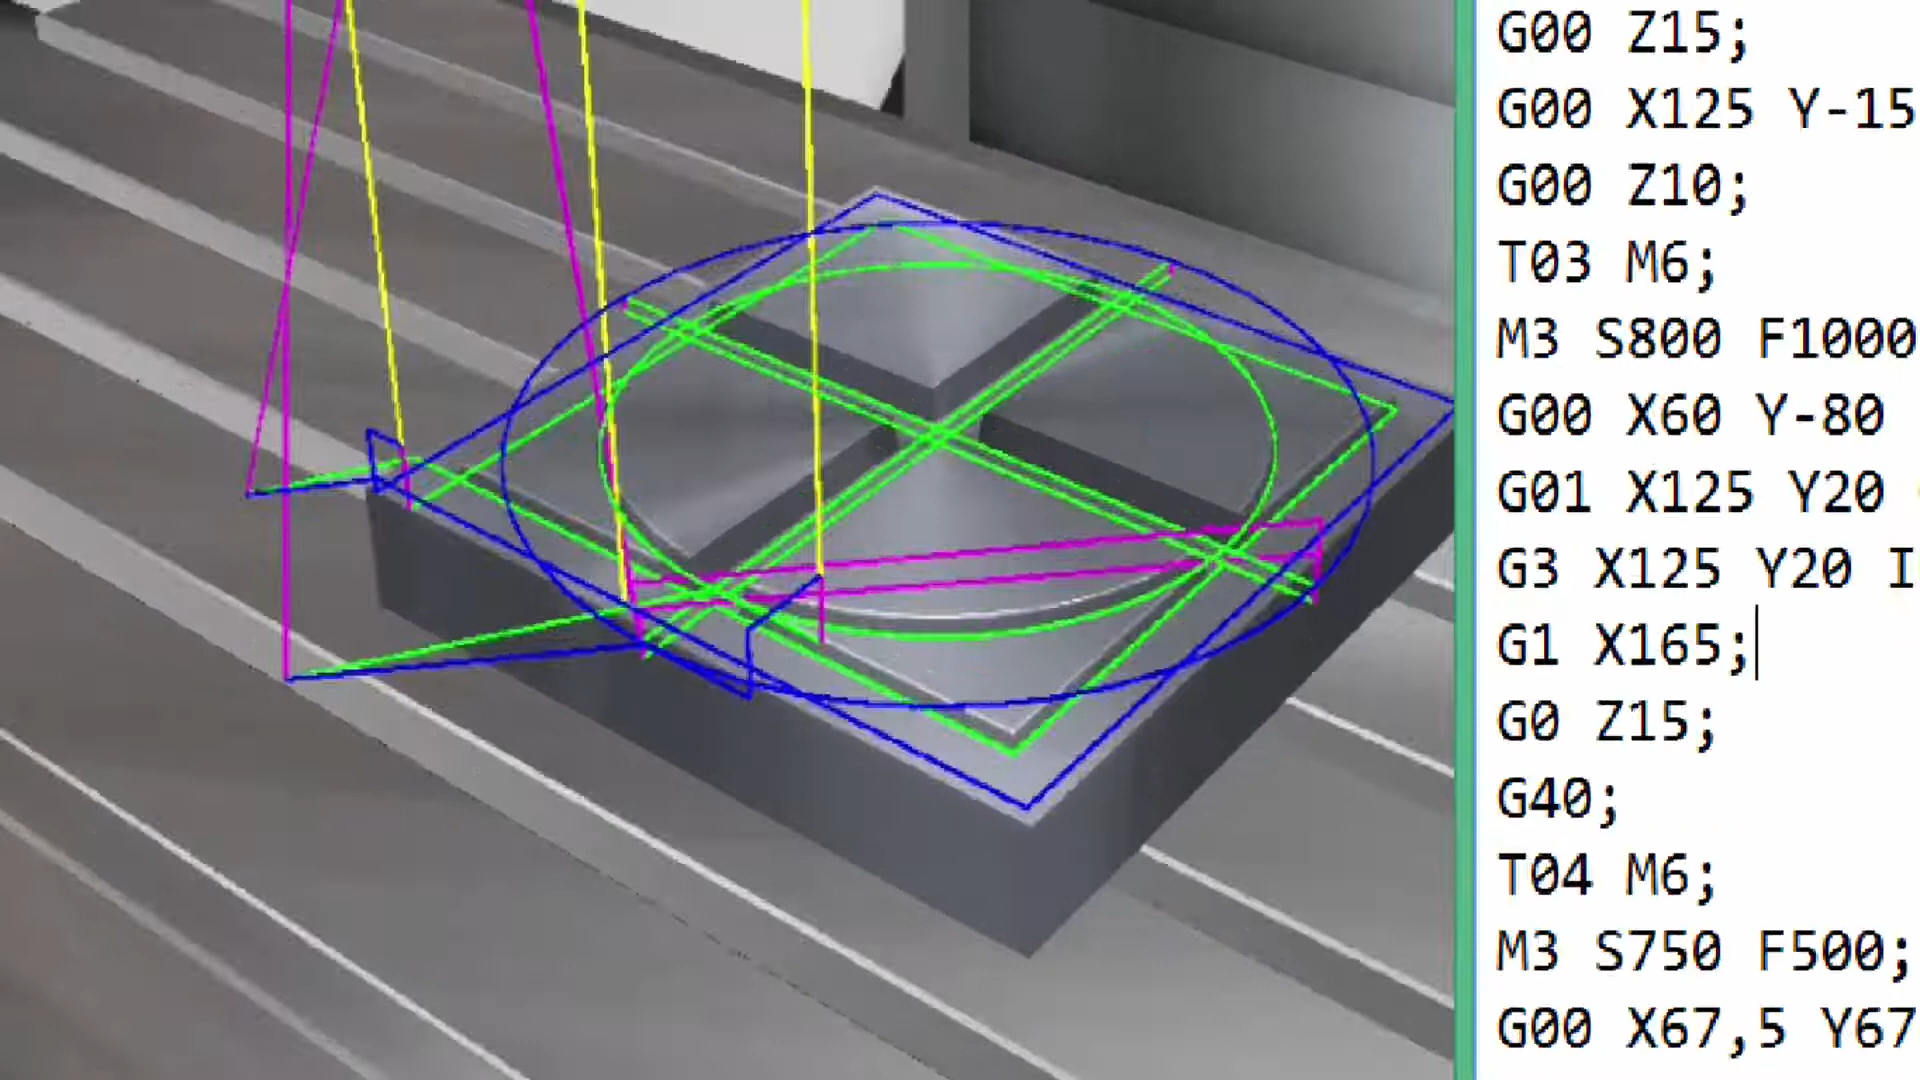 G00 Z15;
G00 X125 Y-15
G00 Z10;
T03 M6;
M3 S800 F1000
G00 X60 Y-80
G01 X125 Y20
G3 X125 Y20 I
G1 X165;
G0 Z15;
G40;
T04 M6;
M3 S750 F500;
G00 X67,5 Y67